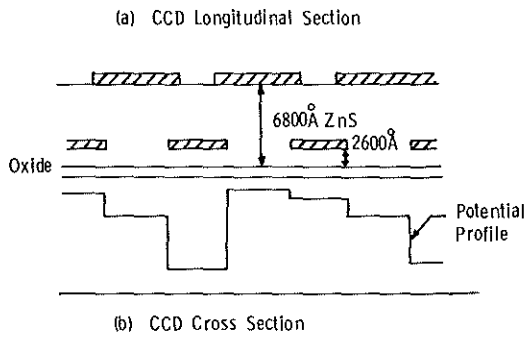 (a) CCD Longitudinal Section
6800Å ZnS
2600Å
Oxide
Potential
Profile
(b) CCD Cross Section